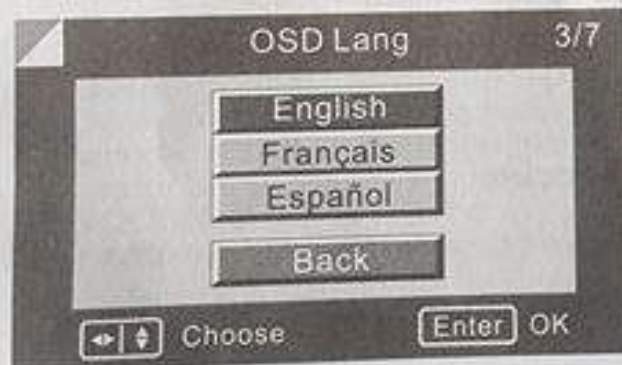 OSD Lang 3/7
English
Français
Español
Back
Choose Enter OK